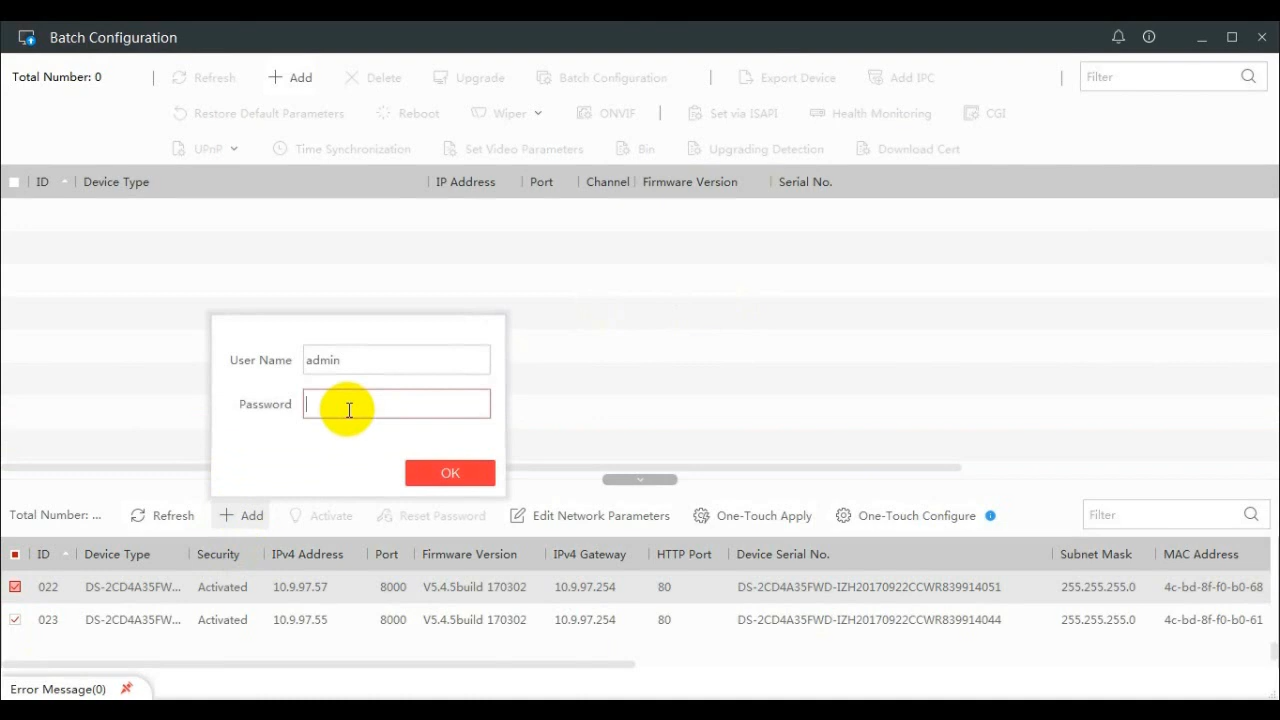 Batch Configuration
Total Number: 0 Refresh Add Delete Upgrade Batch Configuration Export Device Add IPC Filter
Restore Default Parameters Reboot Wiper ONVIF Set via ISAPI Health Monitoring CGI
UPnP Time Synchronization Set Video Parameters Bin Upgrading Detection Download Cert
ID Device Type IP Address Port Channel Firmware Version Serial No.
User Name admin
Password
OK
Total Number: ... Refresh Add Activate Reset Password Edit Network Parameters One-Touch Apply One-Touch Configure Filter
ID Device Type Security IPv4 Address Port Firmware Version IPv4 Gateway HTTP Port Device Serial No. Subnet Mask MAC Address
022 DS-2CD4A35FW... Activated 10.9.97.57 8000 V5.4.5build 170302 10.9.97.254 80 DS-2CD4A35FWD-IZH20170922CCWR839914051 255.255.255.0 4c-bd-8f-f0-b0-68
023 DS-2CD4A35FW... Activated 10.9.97.55 8000 V5.4.5build 170302 10.9.97.254 80 DS-2CD4A35FWD-IZH20170922CCWR839914044 255.255.255.0 4c-bd-8f-f0-b0-61
Error Message(0)